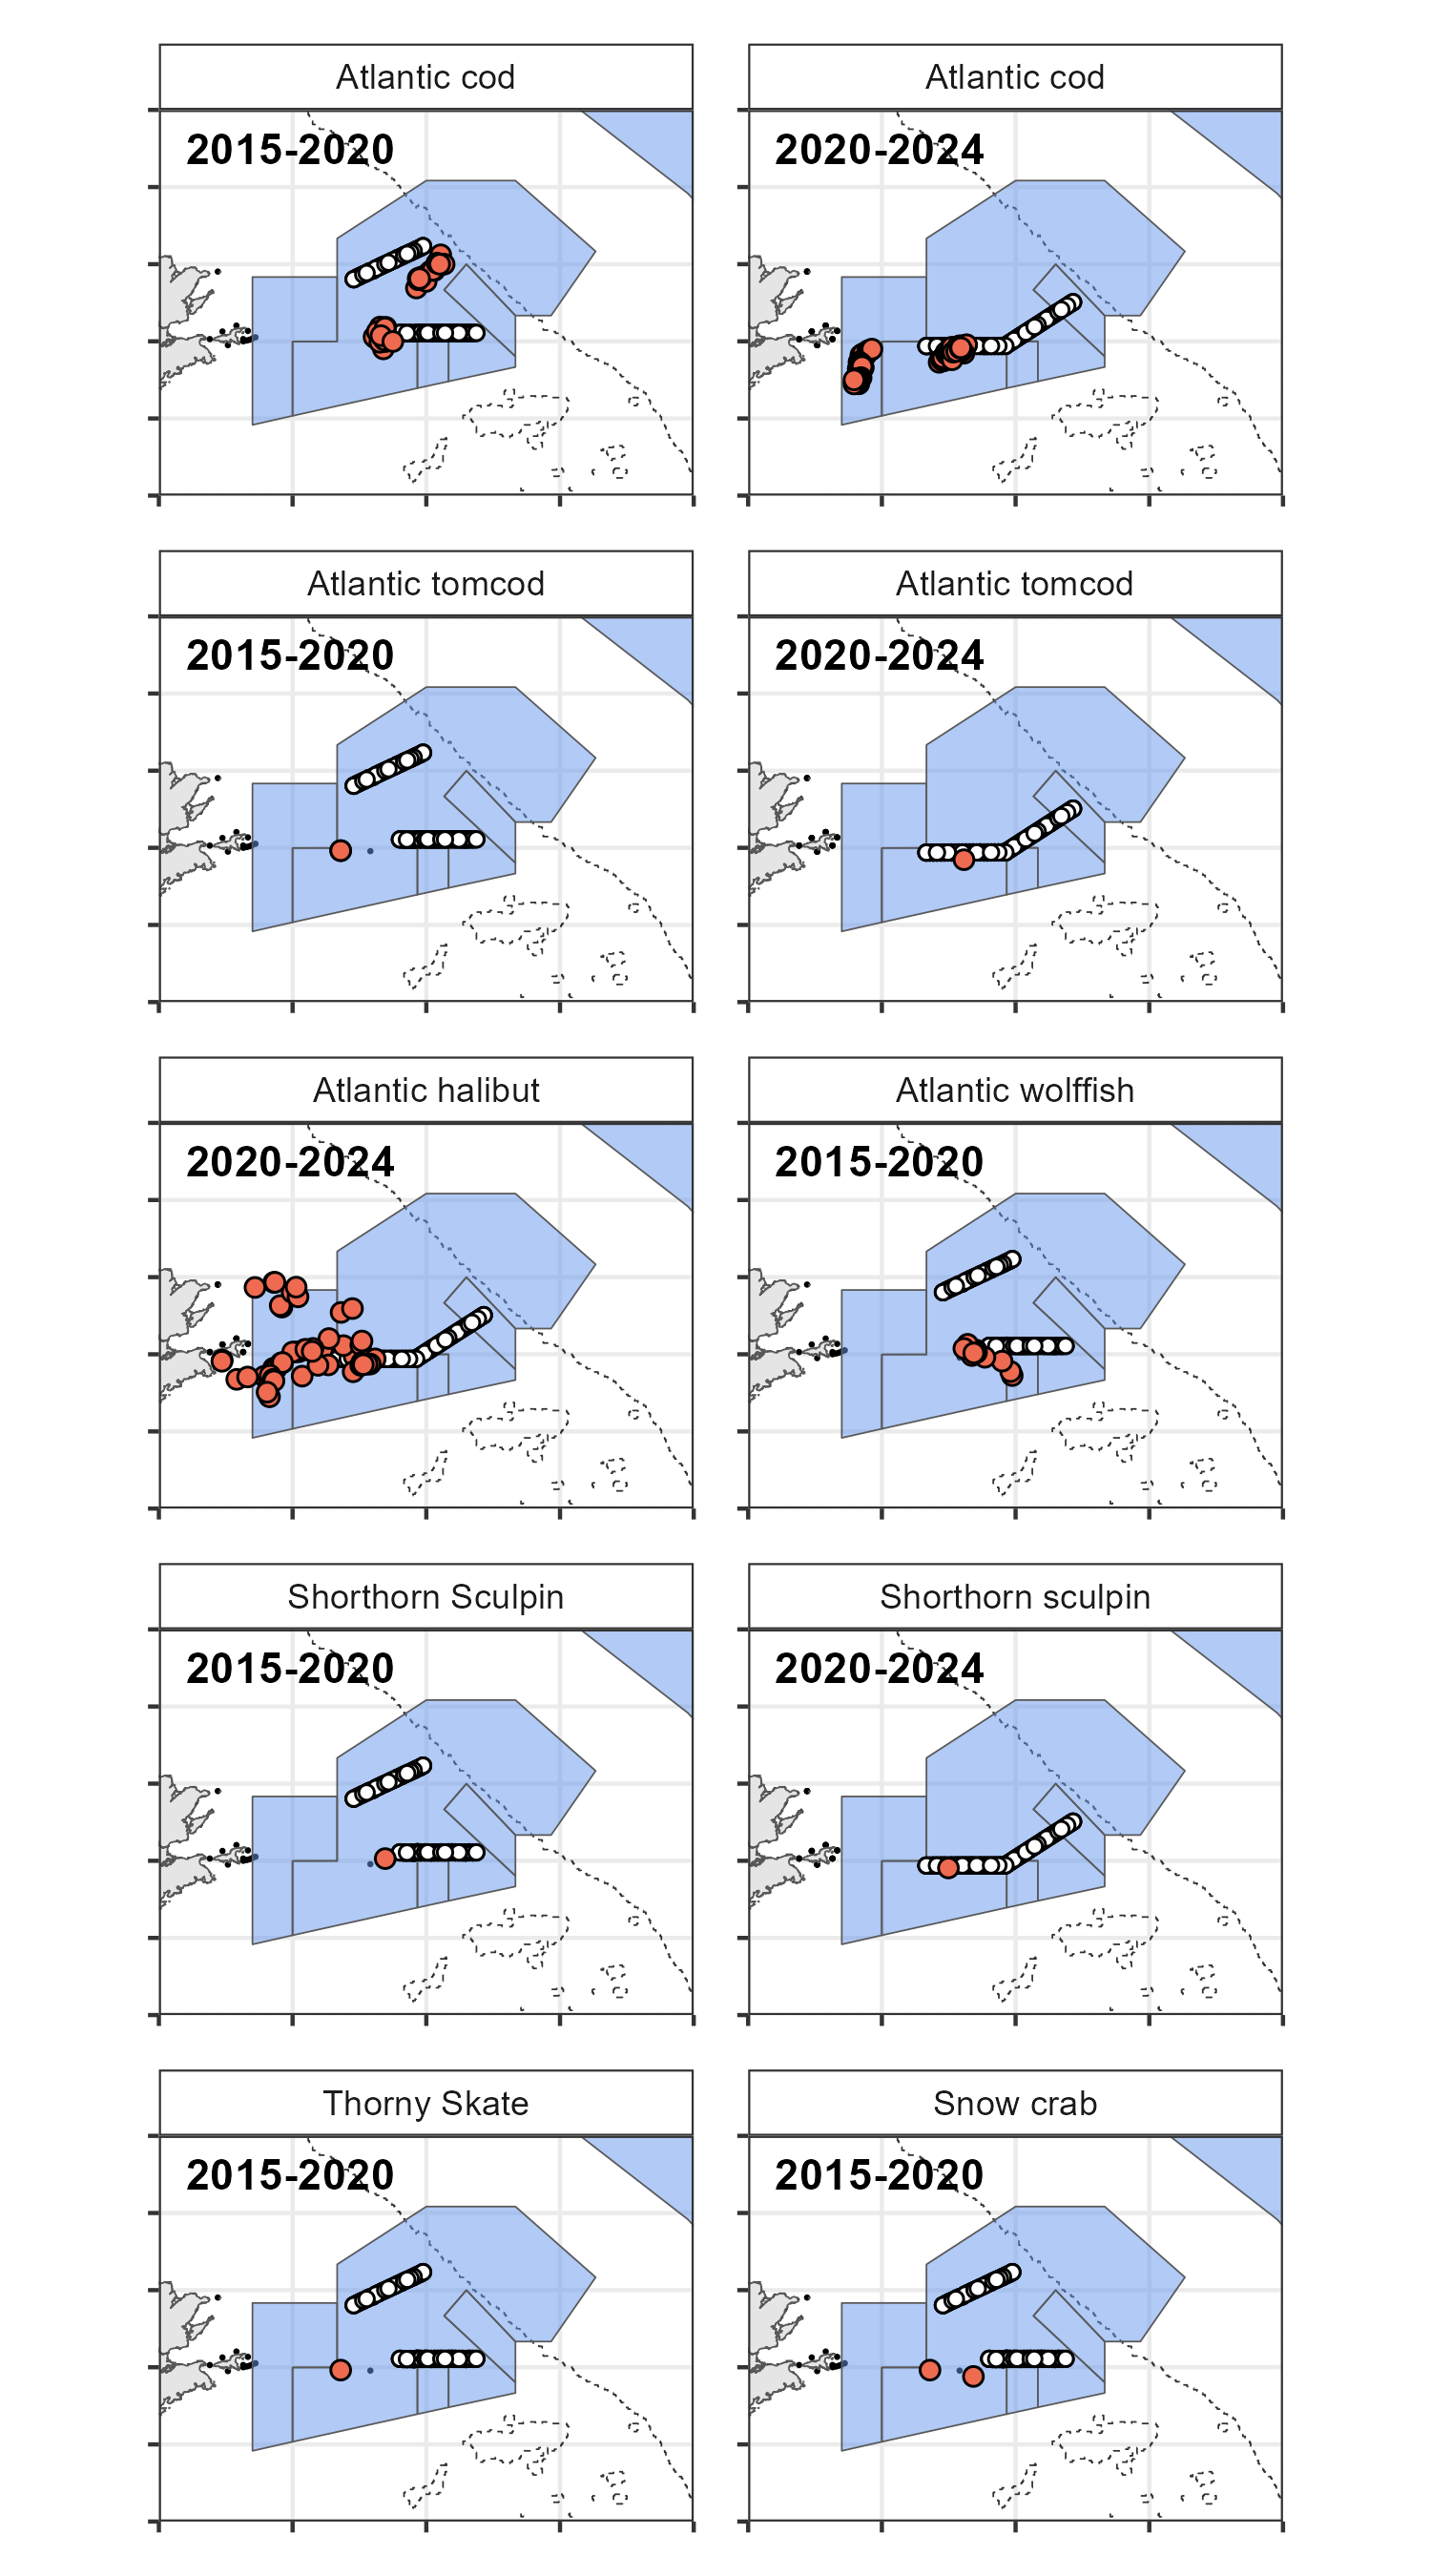 Atlantic cod
Atlantic cod
2015-2020
2020-2024
Atlantic tomcod
Atlantic tomcod
2015-2020
2020-2024
Atlantic halibut
Atlantic wolffish
2020-2024
2015-2020
Shorthorn Sculpin
Shorthorn sculpin
2015-2020
2020-2024
Thorny Skate
Snow crab
2015-2020
2015-2020